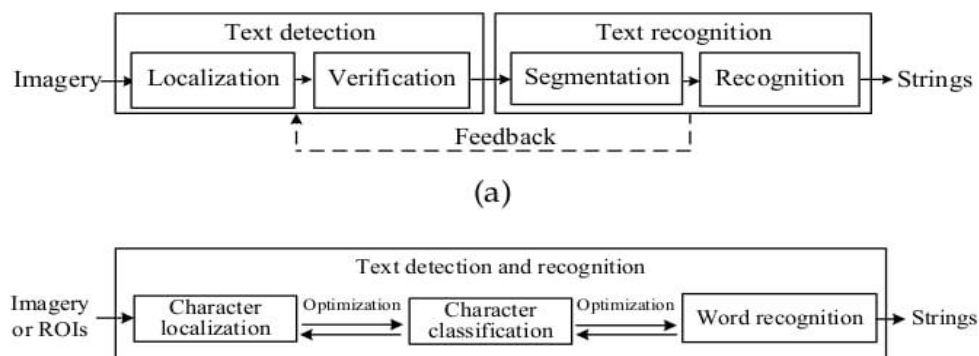 Text detection
Text recognition
Imagery
Localization
Verification
Segmentation
Recognition
Strings
Feedback
(a)
Text detection and recognition
Imagery
or ROIs
Character
localization
Optimization
Character
classification
Optimization
Word recognition
Strings